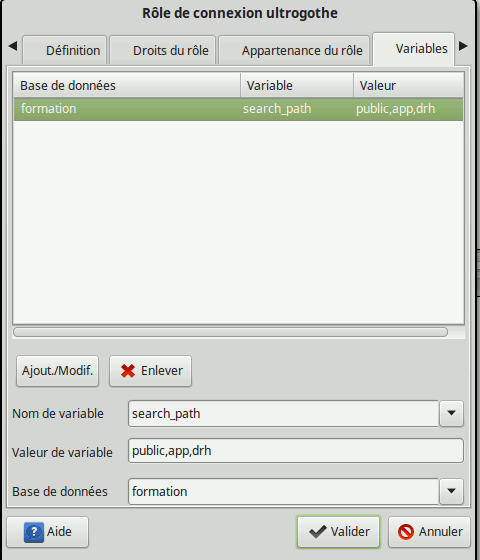 Rôle de connexion ultrogothe
Définition Droits du rôle Appartenance du rôle Variables
Base de données Variable Valeur
formation search_path public,app,drh
Ajout./Modif. Enlever
Nom de variable search_path
Valeur de variable public,app,drh
Base de données formation
? Aide Valider Annuler